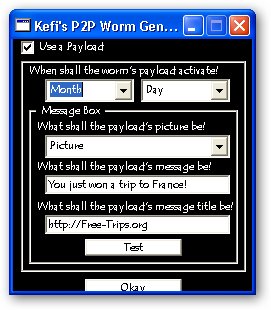 Kefi's P2P Worm Gen...
Use a Payload
When shall the worm's payload activate?
Month Day
Message Box
What shall the payload's picture be?
Picture
What shall the payload's message be?
You just won a trip to France!
What shall the payload's message title be?
http://Free-Trips.org
Test
Okay